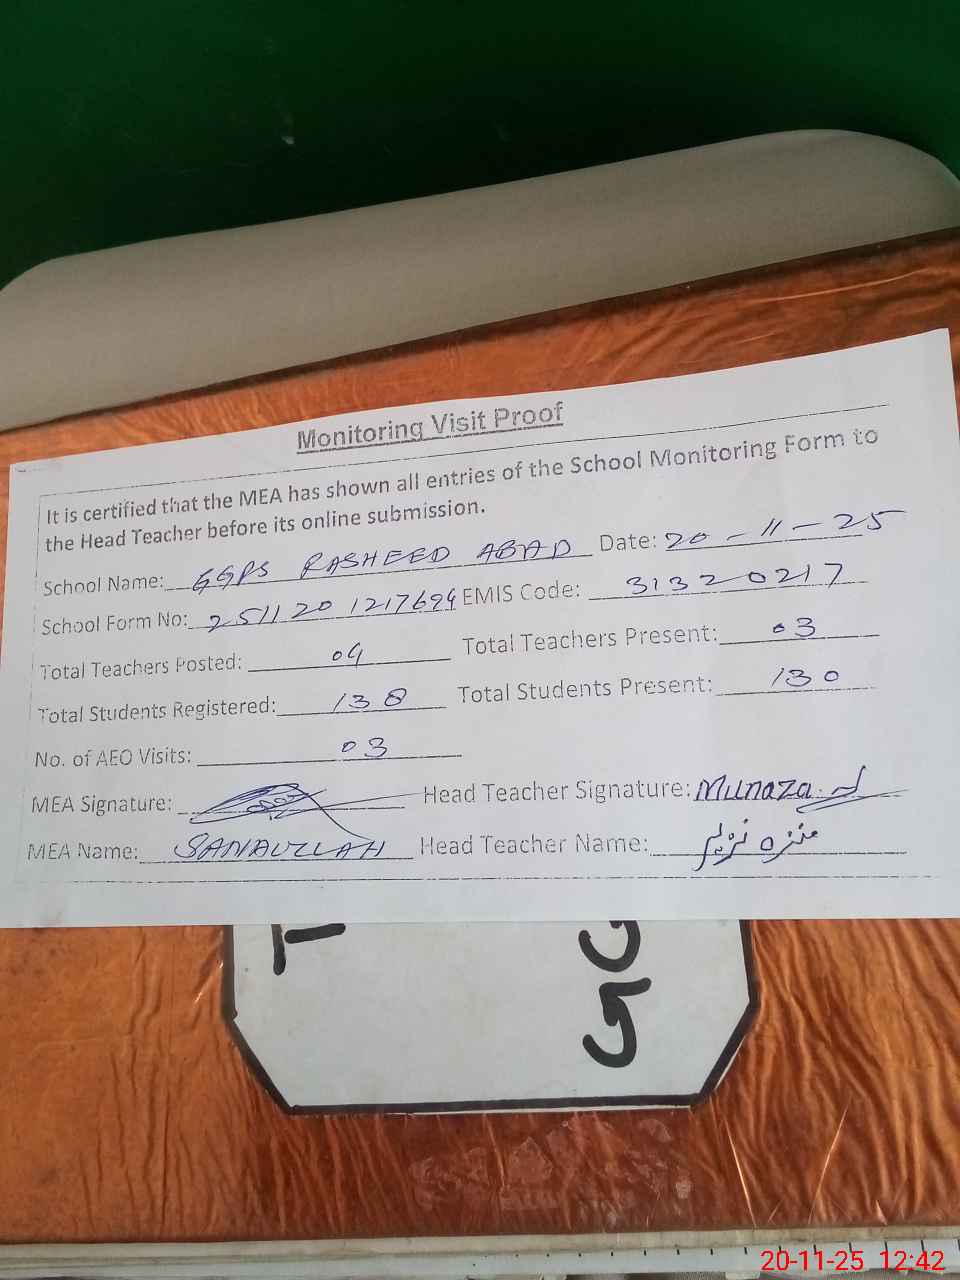 Monitoring Visit Proof
It is certified that the MEA has shown all entries of the School Monitoring Form to
the Head Teacher before its online submission.
School Name: GGPS RASHEED ABAD Date: 20-11-25
School Form No: 2511201217694 EMIS Code: 31320217
Total Teachers Posted: 04 Total Teachers Present: 03
Total Students Registered: 138 Total Students Present: 130
No. of AEO Visits: 03
MEA Signature: Head Teacher Signature: Munaza
MEA Name: SANAULLAH Head Teacher Name: منزہ
20-11-25 12:42